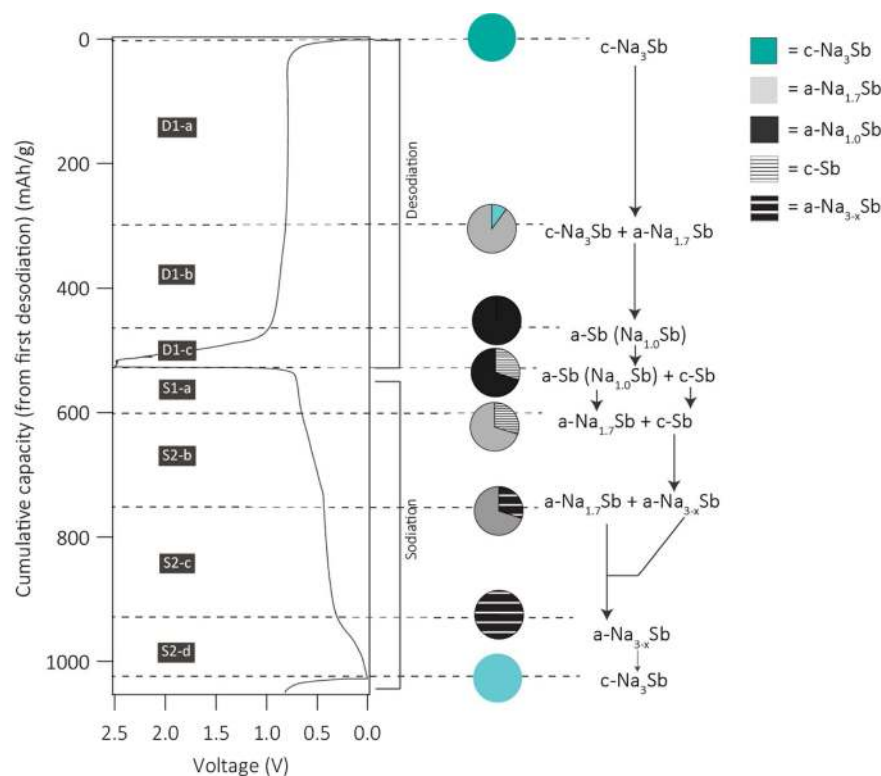 Cumulative capacity (from first desodiation) (mAh/g)
0
200
400
600
800
1000
D1-a
D1-b
D1-c
S1-a
S2-b
S2-c
S2-d
2.5 2.0 1.5 1.0 0.5 0.0
Voltage (V)
Desodiation
Sodiation
c-Na₃Sb
c-Na₃Sb + a-Na₁.₇ Sb
a-Sb (Na₁.₀Sb)
a-Sb (Na₁.₀Sb) + c-Sb
a-Na₁.₇Sb + c-Sb
a-Na₁.₇Sb + a-Na₃₋ₓSb
a-Na₃₋ₓSb
c-Na₃Sb
= c-Na₃Sb
= a-Na₁.₇Sb
= a-Na₁.₀Sb
= c-Sb
= a-Na₃₋ₓSb